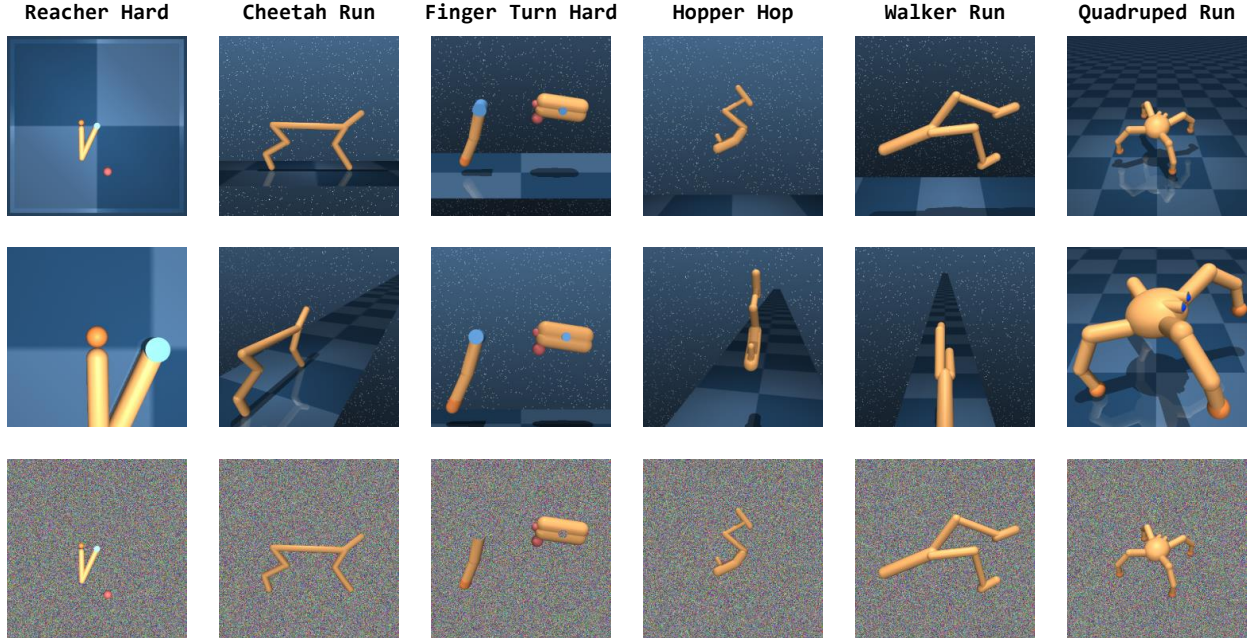 Reacher Hard
Cheetah Run
Finger Turn Hard
Hopper Hop
Walker Run
Quadruped Run